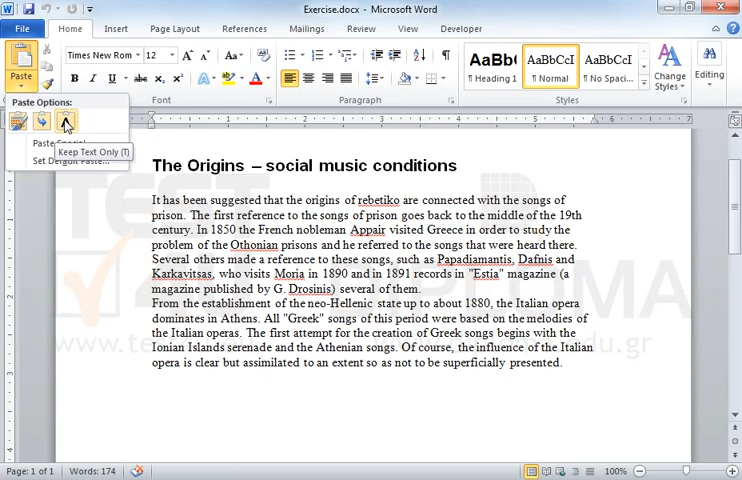 Exercise.docx - Microsoft Word
File Home Insert Page Layout References Mailings Review View Developer
Times New Rom 12
Paste
Font Paragraph Styles
AaBb( AaBbCcI AaBbCcI
¶ Heading 1 ¶ Normal ¶ No Spaci...
Change Styles
Editing
Paste Options:
Keep Text Only (T)
Set Default Paste...
The Origins – social music conditions
It has been suggested that the origins of rebetiko are connected with the songs of
prison. The first reference to the songs of prison goes back to the middle of the 19th
century. In 1850 the French nobleman Appair visited Greece in order to study the
problem of the Othonian prisons and he referred to the songs that were heard there.
Several others made a reference to these songs, such as Papadiamantis, Dafnis and
Karkavitsas, who visits Moria in 1890 and in 1891 records in "Estia" magazine (a
magazine published by G. Drosinis) several of them.
From the establishment of the neo-Hellenic state up to about 1880, the Italian opera
dominates in Athens. All "Greek" songs of this period were based on the melodies of
the Italian operas. The first attempt for the creation of Greek songs begins with the
Ionian Islands serenade and the Athenian songs. Of course, the influence of the Italian
opera is clear but assimilated to an extent so as not to be superficially presented.
Page: 1 of 1 Words: 174 100%